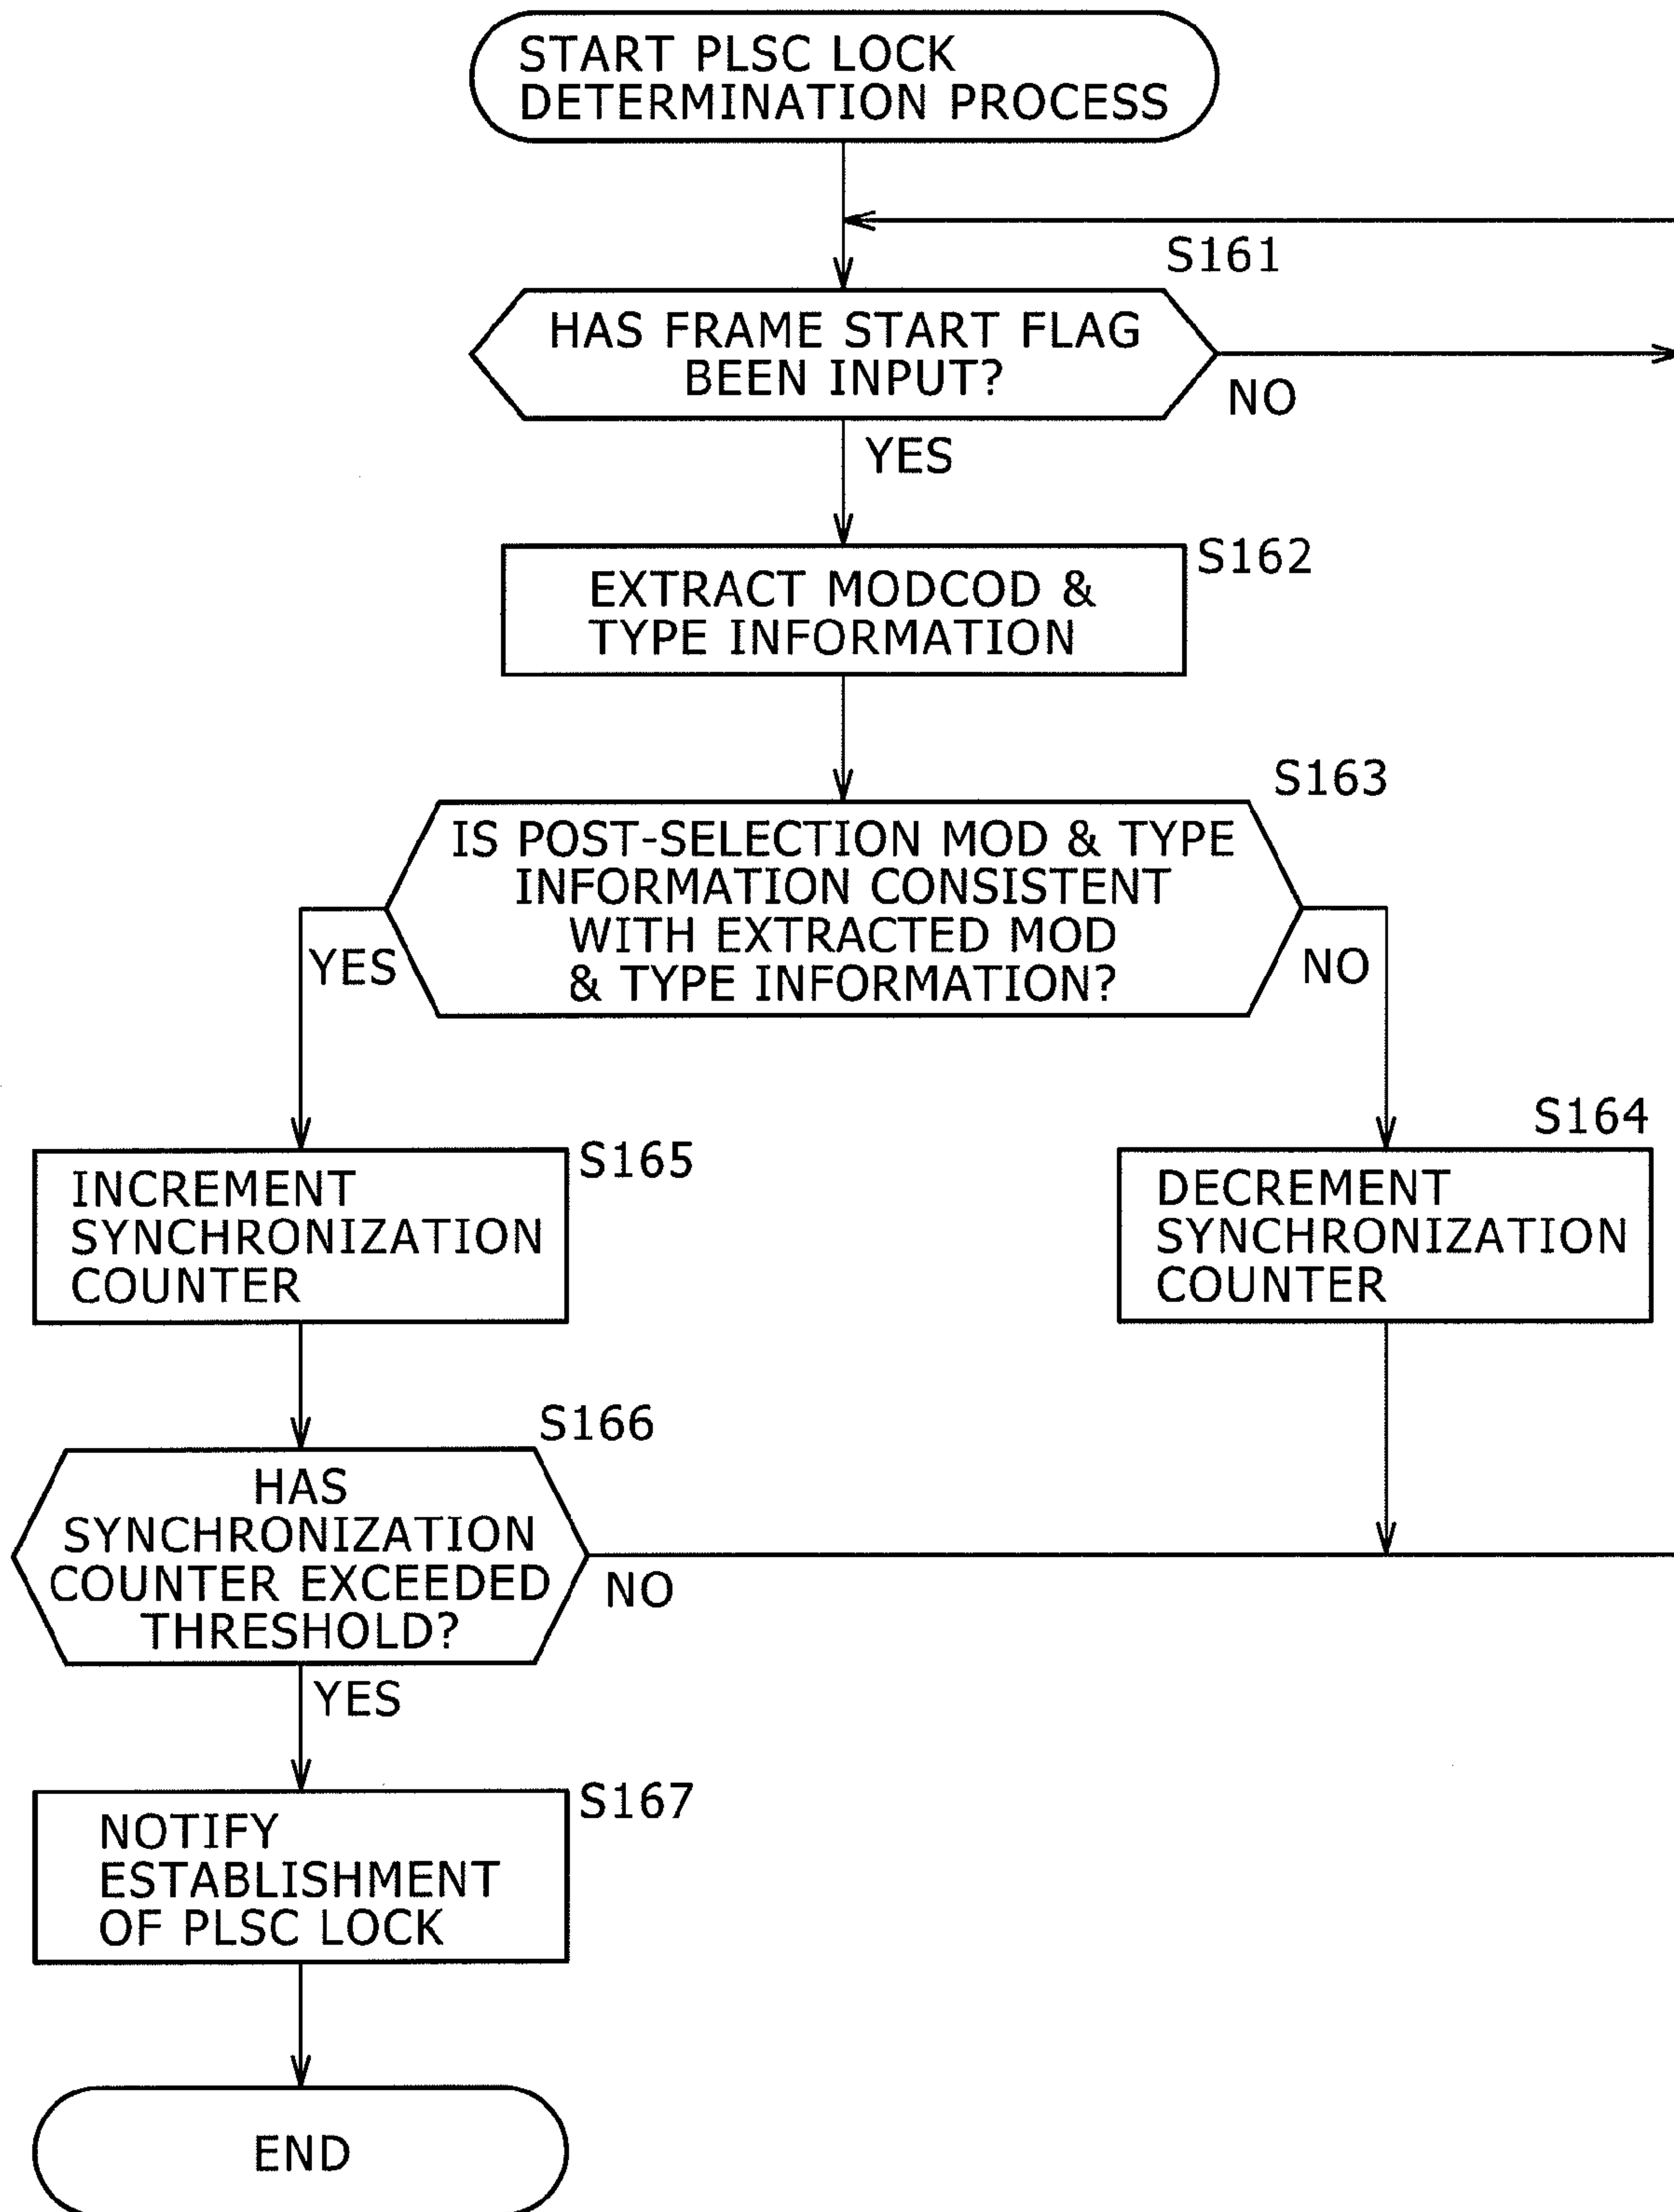 START PLSC LOCK
DETERMINATION PROCESS
S161
HAS FRAME START FLAG
BEEN INPUT?
NO
YES
S162
EXTRACT MODCOD &
TYPE INFORMATION
S163
IS POST-SELECTION MOD & TYPE
INFORMATION CONSISTENT
WITH EXTRACTED MOD
& TYPE INFORMATION?
YES
NO
S164
DECREMENT
SYNCHRONIZATION
COUNTER
S165
INCREMENT
SYNCHRONIZATION
COUNTER
S166
HAS
SYNCHRONIZATION
COUNTER EXCEEDED
THRESHOLD?
NO
YES
S167
NOTIFY
ESTABLISHMENT
OF PLSC LOCK
END